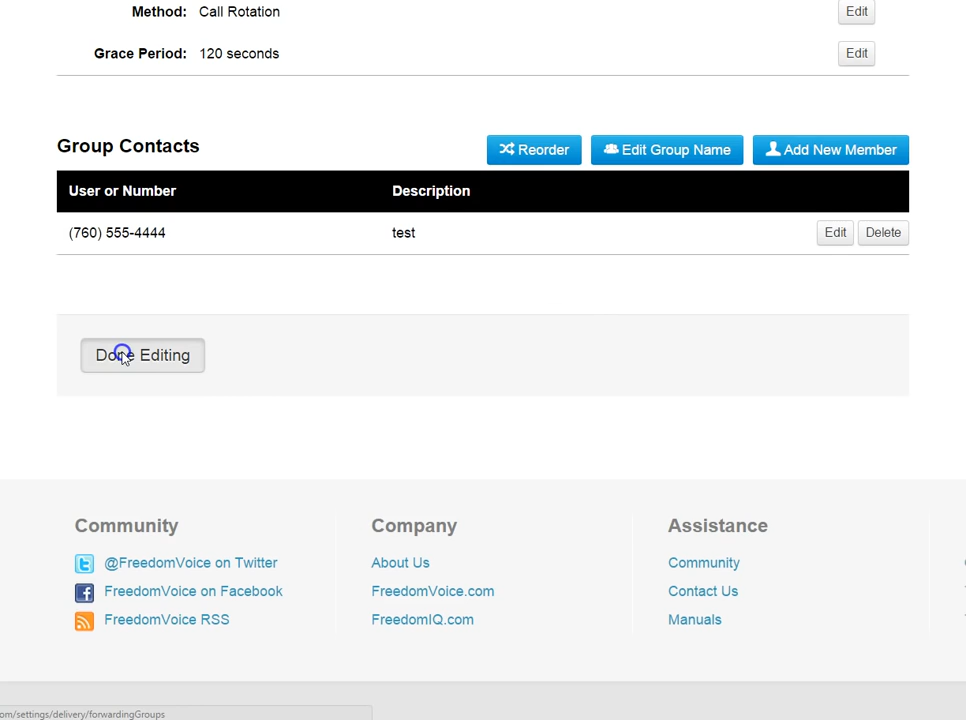 Method: Call Rotation Edit
Grace Period: 120 seconds Edit
Group Contacts Reorder Edit Group Name Add New Member
User or Number Description
(760) 555-4444 test Edit Delete
Done Editing
Community Company Assistance
@FreedomVoice on Twitter About Us Community
FreedomVoice on Facebook FreedomVoice.com Contact Us
FreedomVoice RSS FreedomIQ.com Manuals
om/settings/delivery/forwardingGroups